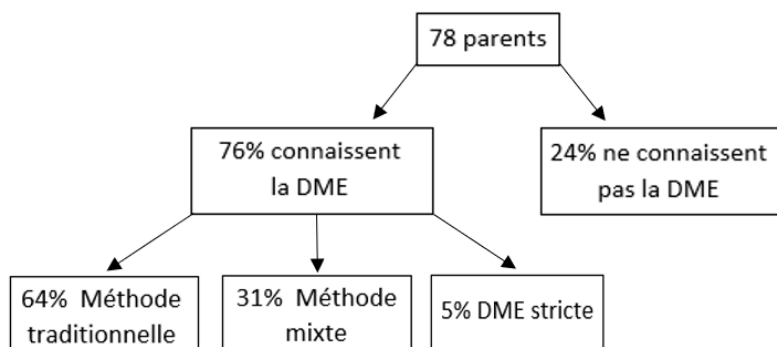 78 parents
76% connaissent
la DME
24% ne connaissent
pas la DME
64% Méthode
traditionnelle
31% Méthode
mixte
5% DME stricte